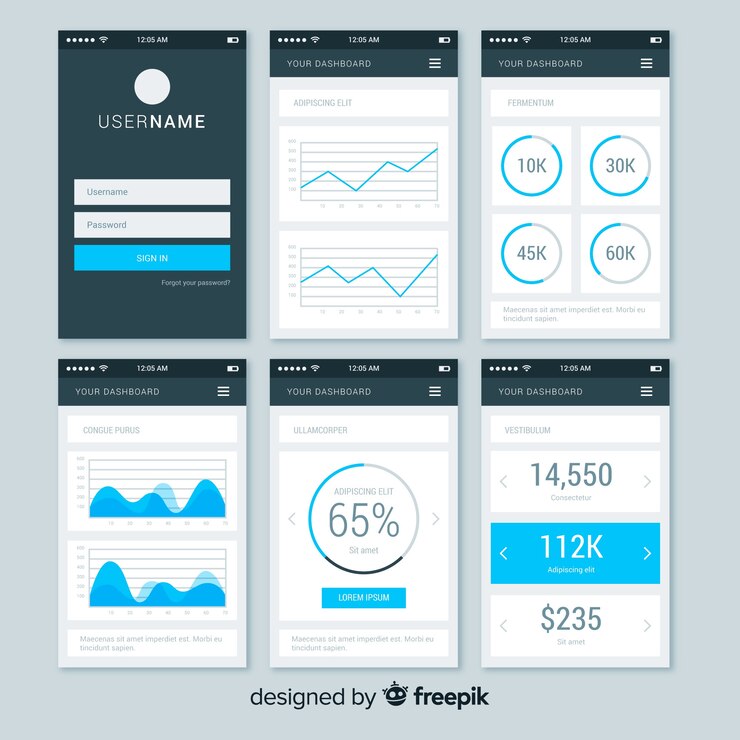 12:05 AM
USERNAME
Username
Password
SIGN IN
Forgot your password?
12:05 AM
YOUR DASHBOARD
ADIPISCING ELIT
600
500
400
300
200
100
10 20 30 40 50 60 70
600
500
400
300
200
100
10 20 30 40 50 60 70
12:05 AM
YOUR DASHBOARD
FERMENTUM
10K
30K
45K
60K
Maecenas sit amet imperdiet est. Morbi eu
tincidunt sapien.
12:05 AM
YOUR DASHBOARD
CONGUE PURUS
600
500
400
300
200
100
10 20 30 40 50 60 70
600
500
400
300
200
100
10 20 30 40 50 60 70
Maecenas sit amet imperdiet est. Morbi eu
tincidunt sapien.
12:05 AM
YOUR DASHBOARD
ULLAMCORPER
ADIPISCING ELIT
65%
Sit amet
LOREM IPSUM
Maecenas sit amet imperdiet est. Morbi eu
tincidunt sapien.
12:05 AM
YOUR DASHBOARD
VESTIBULUM
14,550
Consectetur
112K
Adipiscing elit
$235
Sit amet
designed by freepik